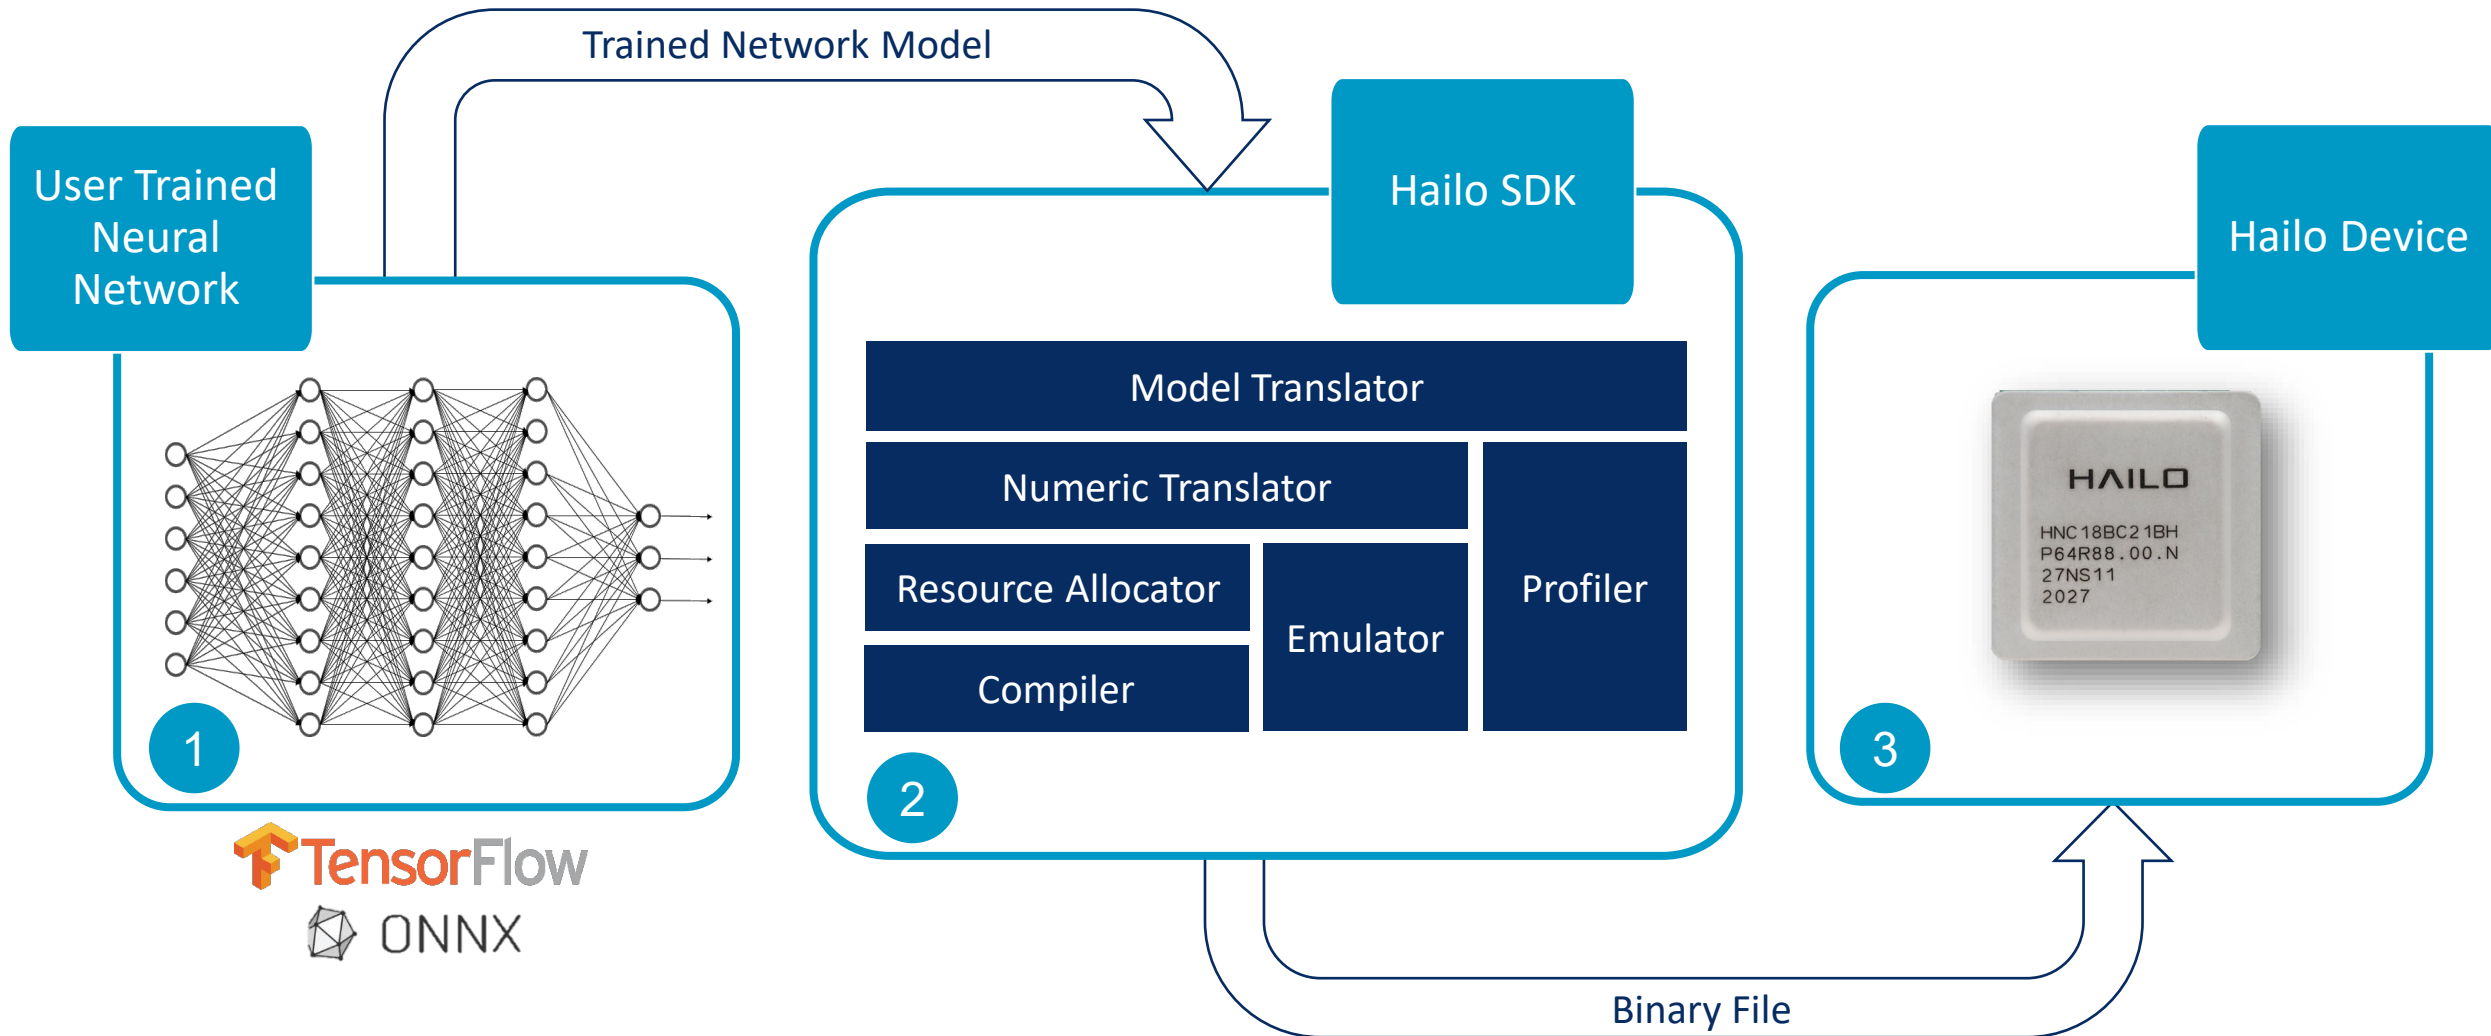 Trained Network Model
User Trained
Neural
Network
Hailo SDK
Hailo Device
Model Translator
Numeric Translator
Resource Allocator
Emulator
Profiler
Compiler
HAILO
HNC18BC21BH
P64R88.00.N
27NS11
2027
1
2
3
TensorFlow
ONNX
Binary File